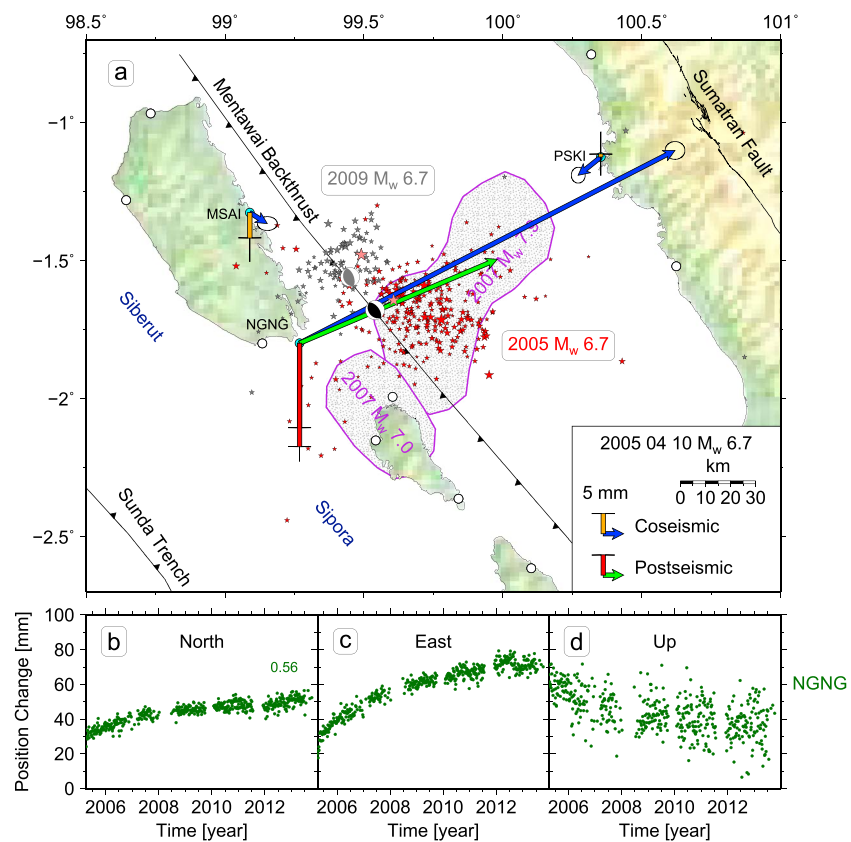 98.5° 99° 99.5° 100° 100.5° 101°
a
Mentawai Backthrust
Sumatran Fault
−1°
PSKI
2009 Mw 6.7
MSAI
−1.5°
2007 Mw 7.9
Siberut
NGNG
2005 Mw 6.7
−2°
2007 Mw 7.0
2005 04 10 Mw 6.7
km
5 mm
0 10 20 30
Sunda Trench
Sipora
−2.5°
Coseismic
Postseismic
100
b North
c East
d Up
80
0.56
60
NGNG
40
20
0
Position Change [mm]
2006 2008 2010 2012
2006 2008 2010 2012
2006 2008 2010 2012
Time [year]
Time [year]
Time [year]